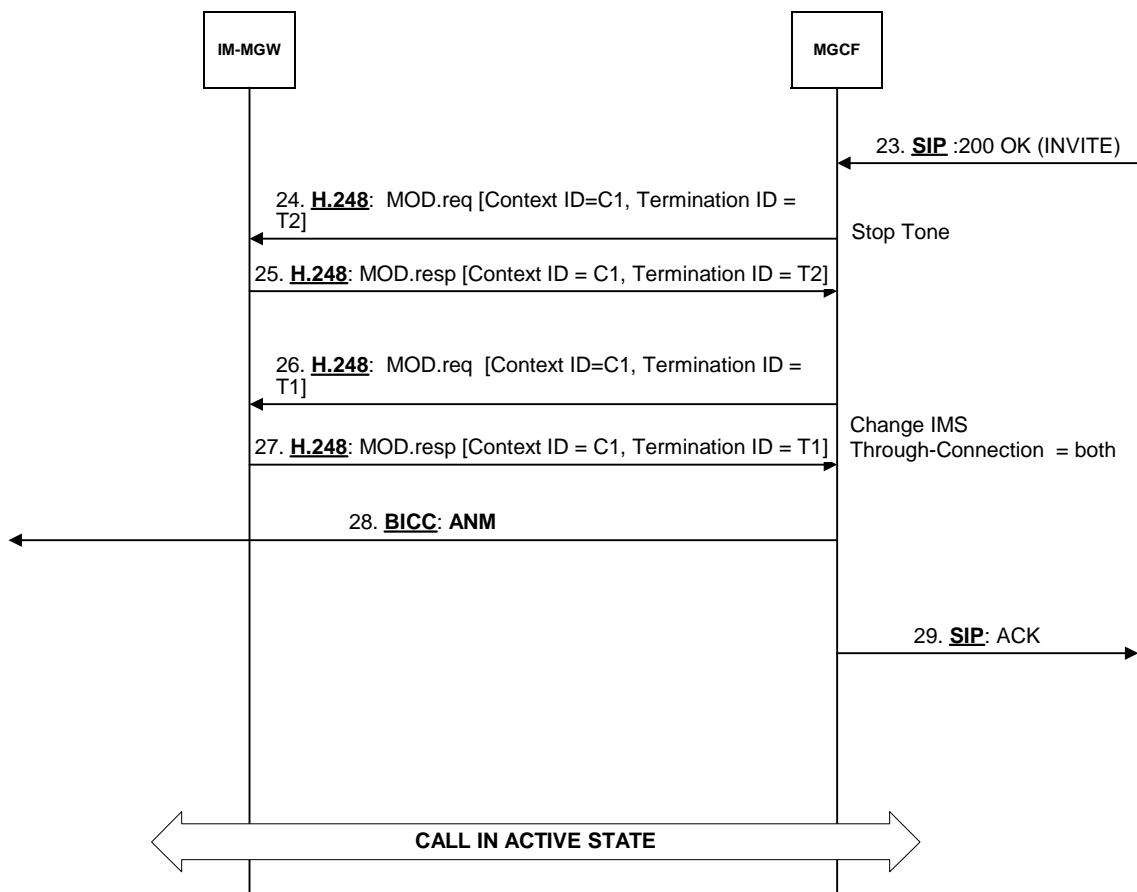 IM-MGW
MGCF
23. SIP :200 OK (INVITE)
24. H.248:  MOD.req [Context ID=C1, Termination ID =
T2]
Stop Tone
25. H.248: MOD.resp [Context ID = C1, Termination ID = T2]
26. H.248:  MOD.req  [Context ID=C1, Termination ID =
T1]
Change IMS
Through-Connection  = both
27. H.248: MOD.resp [Context ID = C1, Termination ID = T1]
28. BICC: ANM
29. SIP: ACK
CALL IN ACTIVE STATE